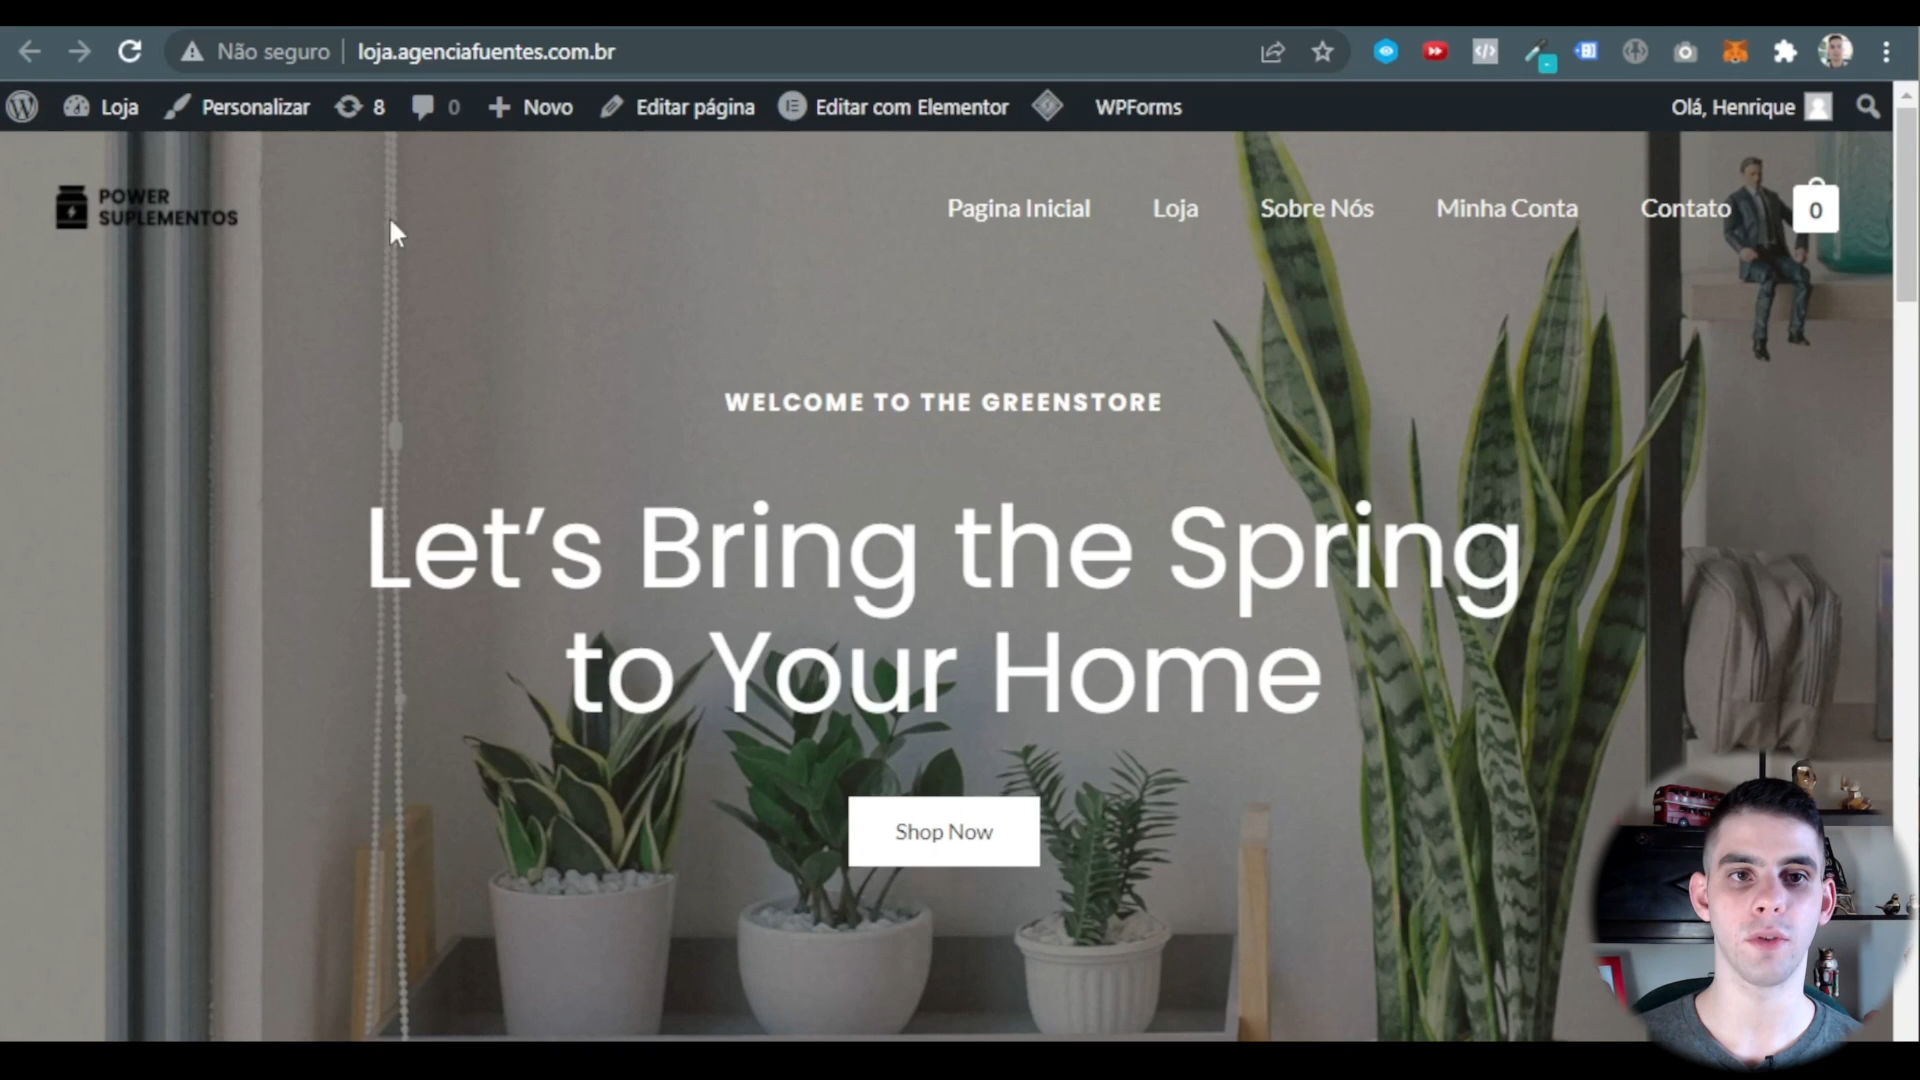 Não seguro loja.agenciafuentes.com.br
Loja Personalizar 8 0 Novo Editar página Editar com Elementor WPForms Olá, Henrique
POWER
SUPLEMENTOS
Pagina Inicial Loja Sobre Nós Minha Conta Contato 0
WELCOME TO THE GREENSTORE
Let’s Bring the Spring
to Your Home
Shop Now